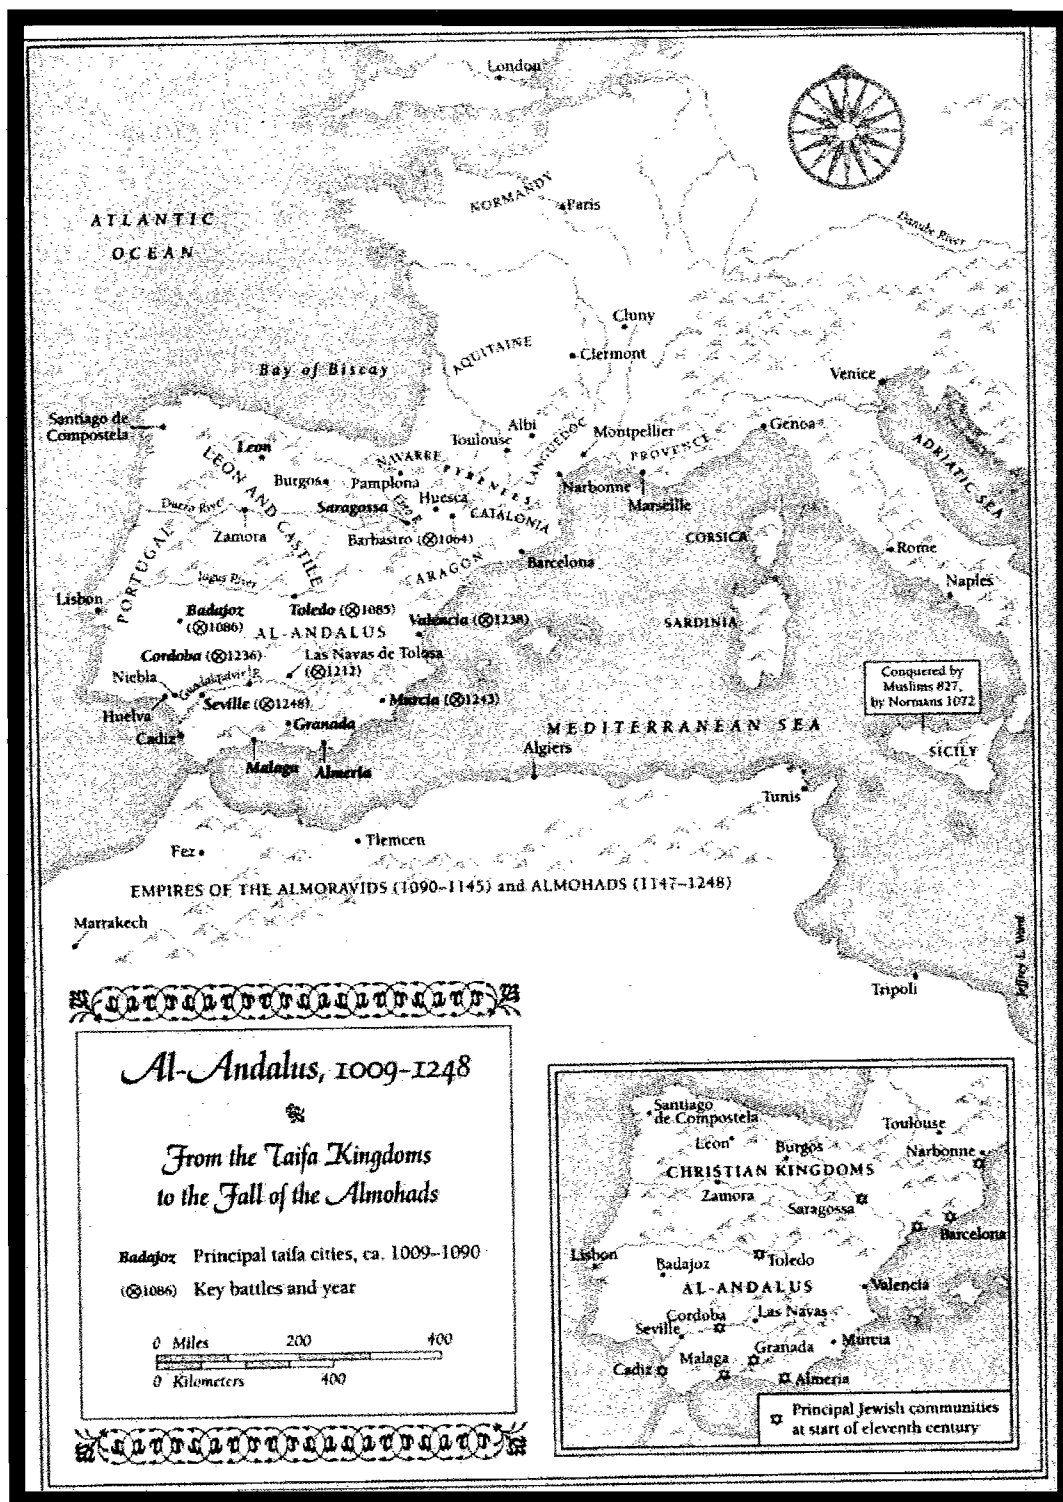 London
NORMANDY
Paris
ATLANTIC
OCEAN
Danube River
Cluny
Clermont
AQUITAINE
Bay of Biscay
Venice
Santiago de
Compostela
Albi
Toulouse
LANGUEDOC
Montpellier
PROVENCE
Genoa
ADRIATIC SEA
Leon
LEON AND CASTILE
NAVARRE
PYRENEES
Burgos
Pamplona
Narbonne
Marseille
Huesca
Saragossa
Ebro R.
CATALONIA
Duero River
Zamora
Barbastro (⊗1064)
CORSICA
Rome
PORTUGAL
ARAGON
Barcelona
Naples
Tagus River
Lisbon
Badajoz
(⊗1086)
Toledo (⊗1085)
Valencia (⊗1238)
SARDINIA
AL-ANDALUS
Cordoba (⊗1236)
Las Navas de Tolosa
(⊗1212)
Niebla
Guadalquivir R.
Conquered by
Muslims 827,
by Normans 1072
Huelva
Seville (⊗1248)
Murcia (⊗1243)
Granada
Cadiz
MEDITERRANEAN SEA
Algiers
SICILY
Malaga
Almeria
Tunis
Fez
Tlemcen
EMPIRES OF THE ALMORAVIDS (1090–1145) and ALMOHADS (1147–1248)
Marrakech
Tripoli
Jeffrey L. Ward
Al-Andalus, 1009–1248
From the Taifa Kingdoms
to the Fall of the Almohads
Badajoz Principal taifa cities, ca. 1009–1090
(⊗1086) Key battles and year
0 Miles 200 400
0 Kilometers 400
Santiago
de Compostela
Toulouse
Leon
Burgos
Narbonne
CHRISTIAN KINGDOMS
Zamora
Saragossa
Barcelona
Lisbon
Badajoz
Toledo
AL-ANDALUS
Valencia
Cordoba
Las Navas
Seville
Granada
Murcia
Malaga
Cadiz
Almeria
Principal Jewish communities
at start of eleventh century